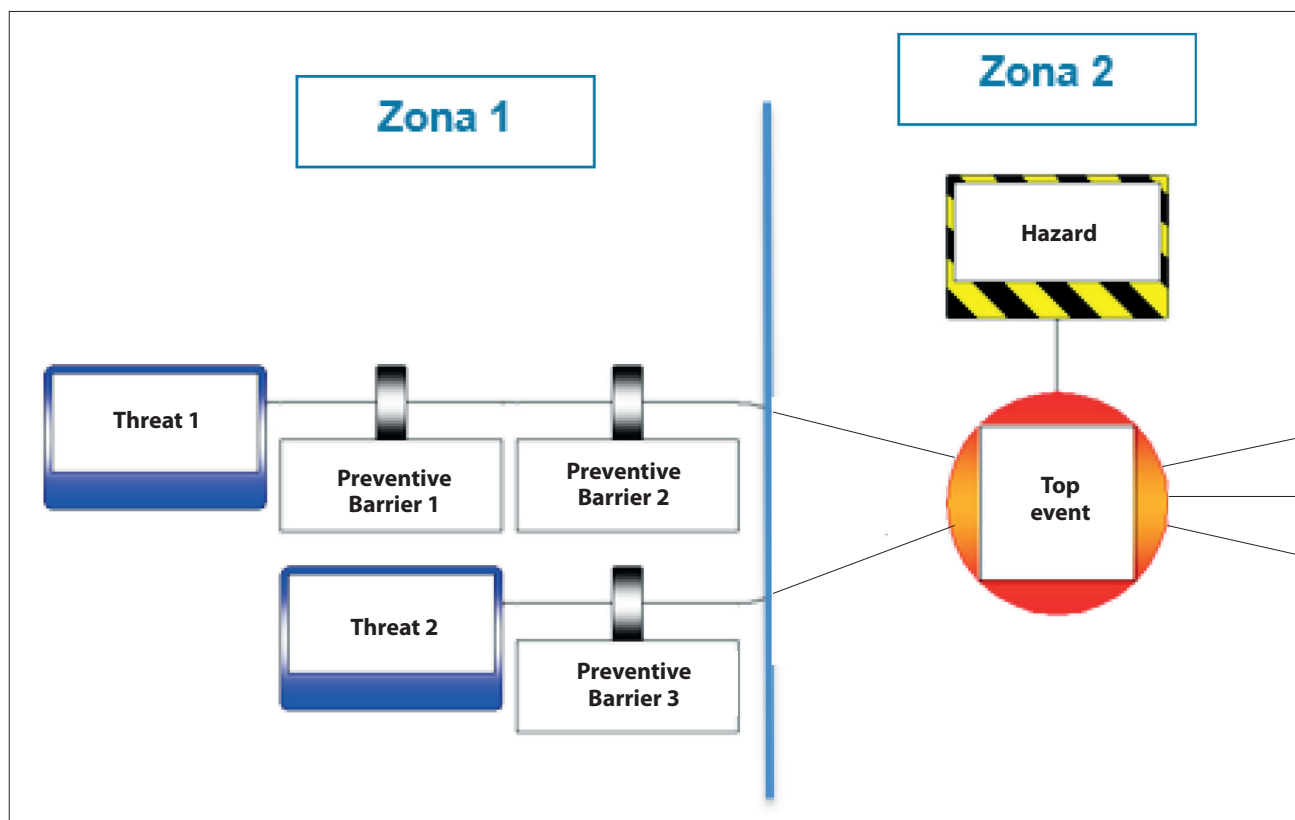 Zona 1
Zona 2
Hazard
Threat 1
Preventive
Barrier 1
Preventive
Barrier 2
Top
event
Threat 2
Preventive
Barrier 3